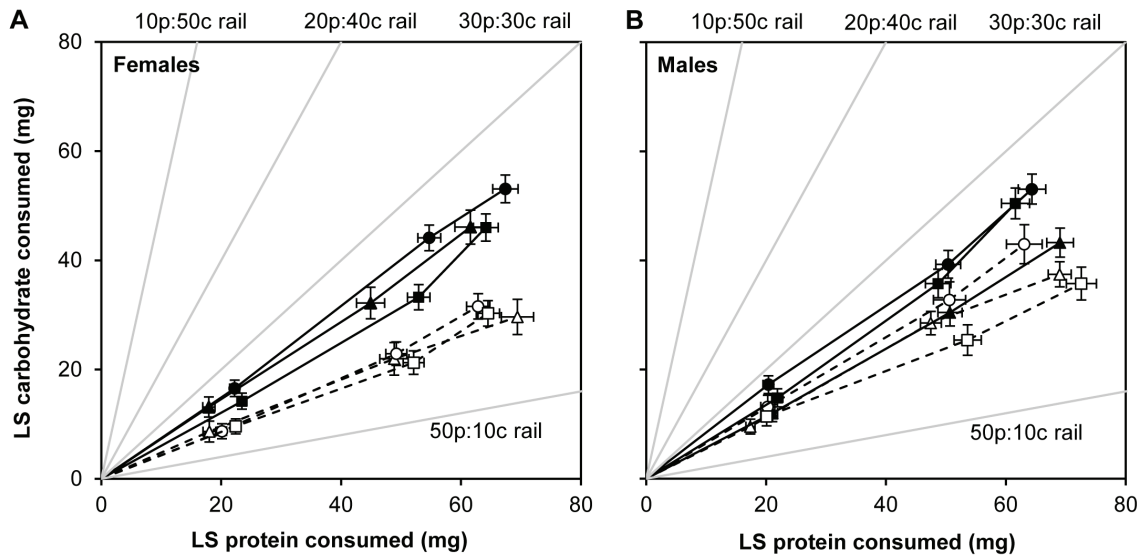 A
10p:50c rail 20p:40c rail 30p:30c rail
Females
50p:10c rail
80
60
40
20
0
0 20 40 60 80
LS carbohydrate consumed (mg)
LS protein consumed (mg)
B
10p:50c rail 20p:40c rail 30p:30c rail
Males
50p:10c rail
0 20 40 60 80
LS protein consumed (mg)